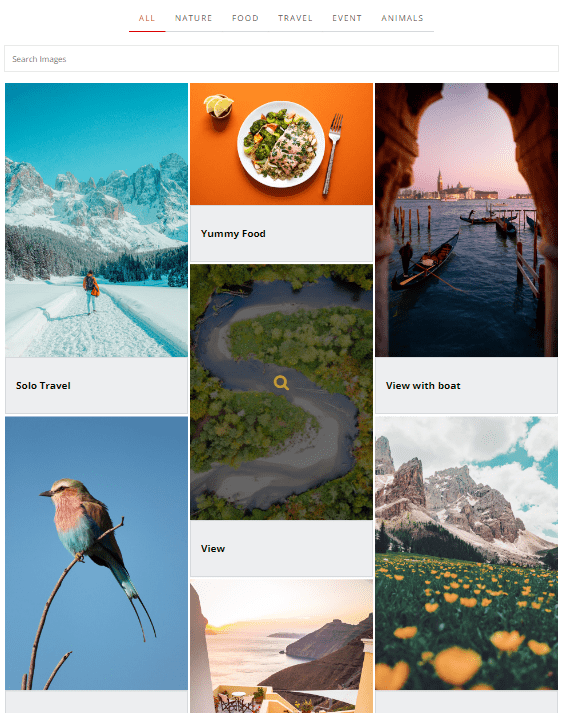 ALL NATURE FOOD TRAVEL EVENT ANIMALS
Search Images
Yummy Food
Solo Travel
View with boat
View